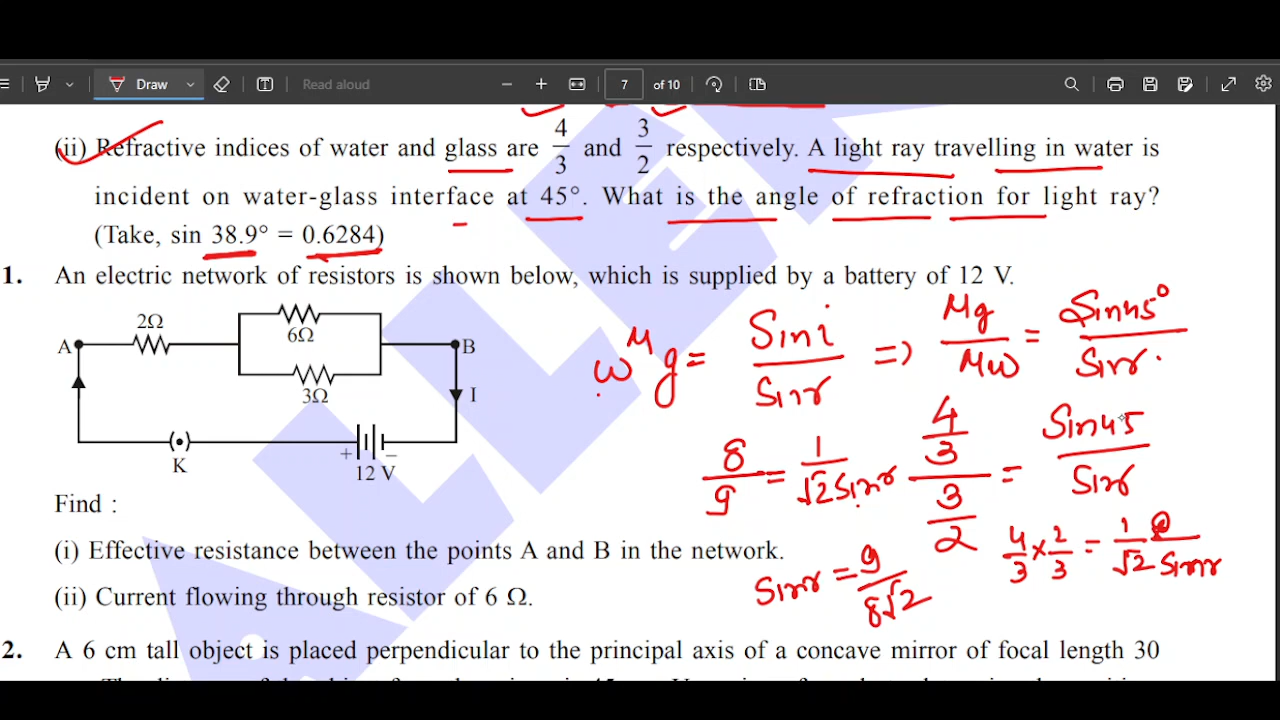 Draw
Read aloud
7 of 10
(ii) Refractive indices of water and glass are 4/3 and 3/2 respectively. A light ray travelling in water is
incident on water-glass interface at 45°. What is the angle of refraction for light ray?
(Take, sin 38.9° = 0.6284)
1. An electric network of resistors is shown below, which is supplied by a battery of 12 V.
2Ω
6Ω
3Ω
A
B
I
K
+ −
12 V
wμg = Sin i / Sin r => μg / μw = Sin 45° / Sin r.
8/9 = 1 / √2 Sin r
4/3 / 3/2 = Sin 45 / Sin r
4/3 × 2/3 = 1 / √2 Sin r
Sin r = 9 / 8√2
Find :
(i) Effective resistance between the points A and B in the network.
(ii) Current flowing through resistor of 6 Ω.
2. A 6 cm tall object is placed perpendicular to the principal axis of a concave mirror of focal length 30